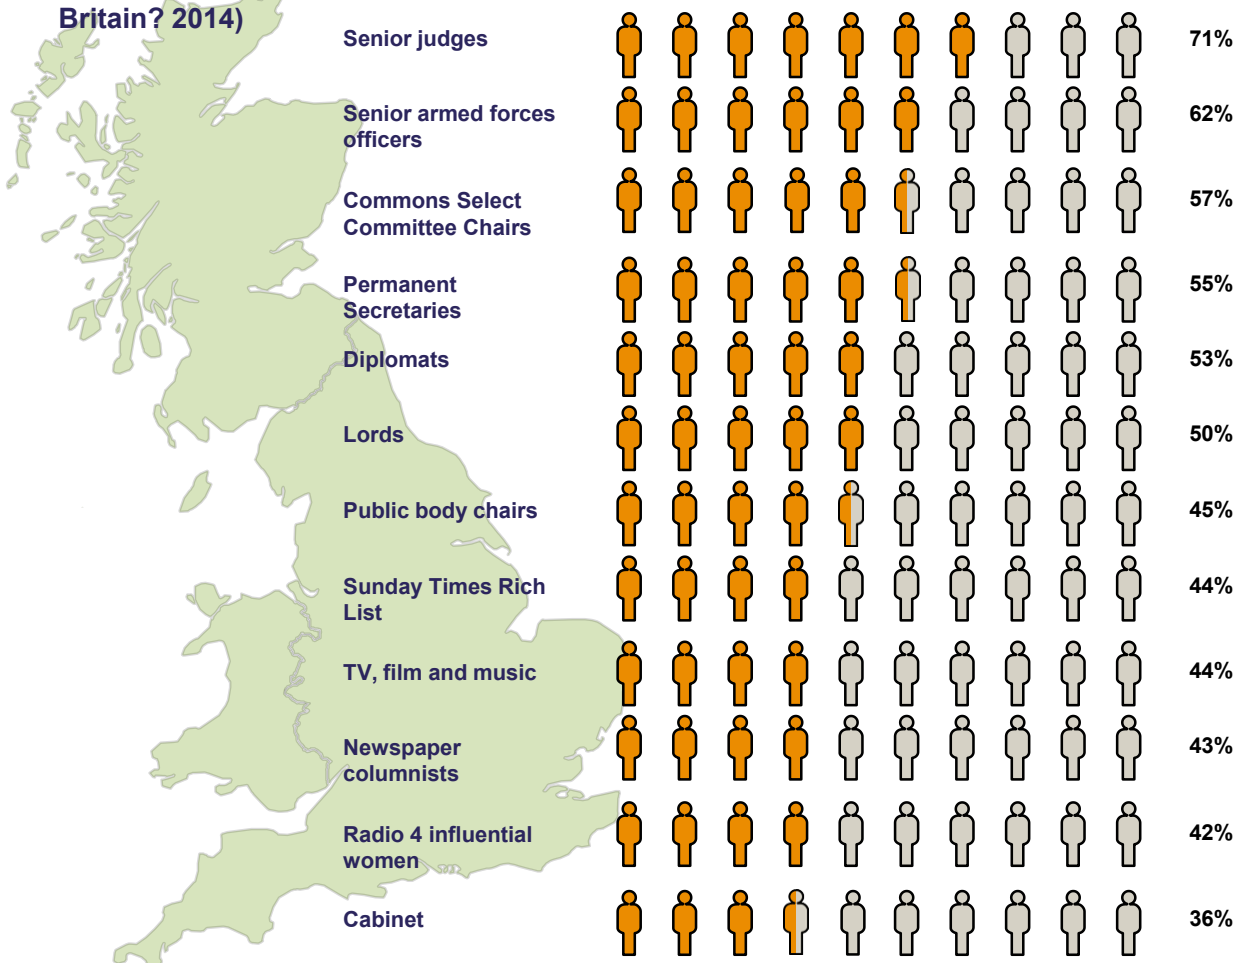 Britain? 2014)
Senior judges 71%
Senior armed forces 62%
officers
Commons Select 57%
Committee Chairs
Permanent 55%
Secretaries
Diplomats 53%
Lords 50%
Public body chairs 45%
Sunday Times Rich 44%
List
TV, film and music 44%
Newspaper 43%
columnists
Radio 4 influential 42%
women
Cabinet 36%